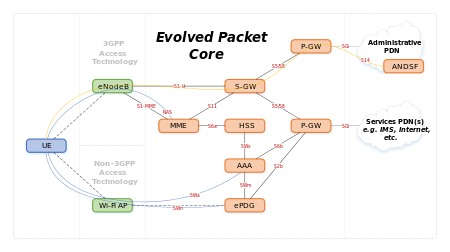 3GPP
Access
Technology
Evolved Packet
Core
P-GW
SGi
Administrative
PDN
S14
ANDSF
S5/S8
eNodeB
S1-U
S-GW
S1-MME
NAS
S11
S5/S8
MME
S6a
HSS
P-GW
SGi
Services PDN(s)
e.g. IMS, Internet,
etc.
UE
SWx
S6b
Non-3GPP
Access
Technology
AAA
S2b
SWm
SWa
Wi-Fi AP
SWn
ePDG